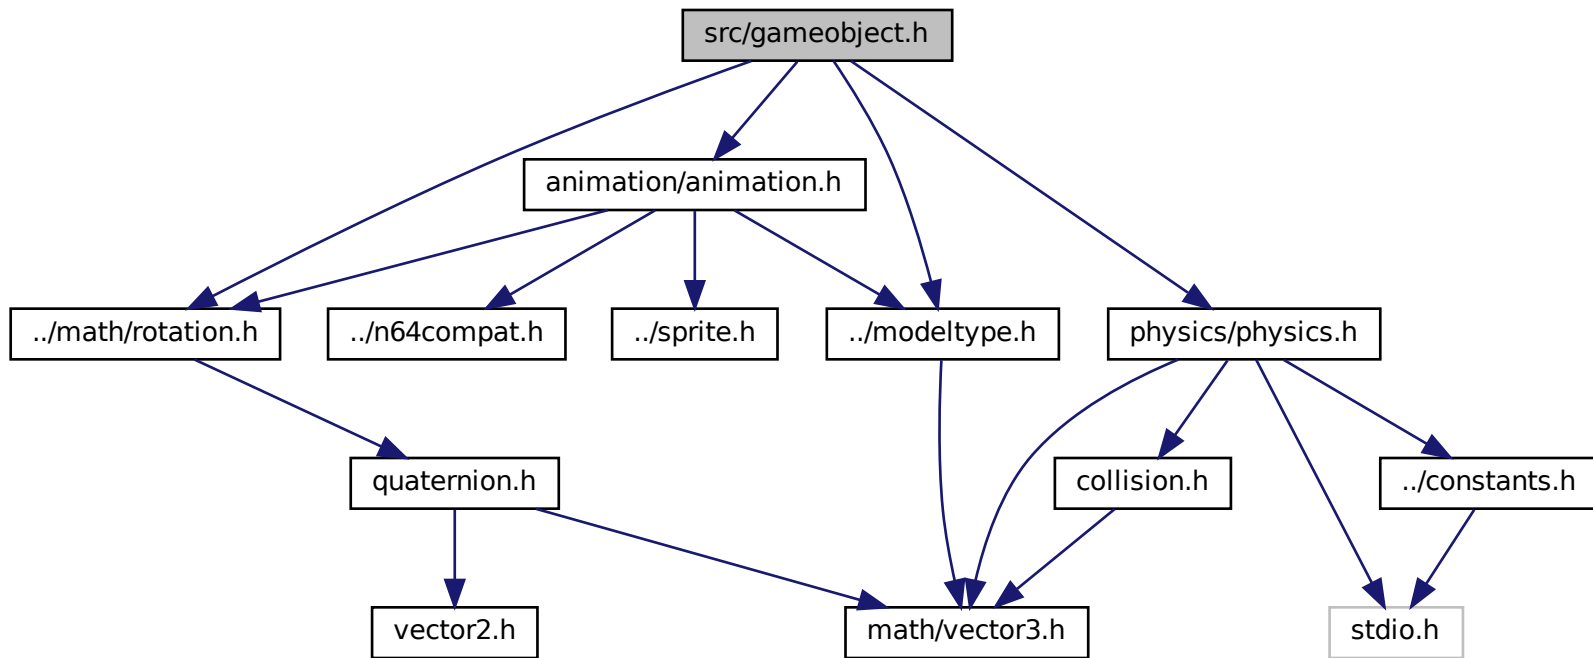 src/gameobject.h
animation/animation.h
../math/rotation.h
../n64compat.h
../sprite.h
../modeltype.h
physics/physics.h
quaternion.h
collision.h
../constants.h
vector2.h
math/vector3.h
stdio.h